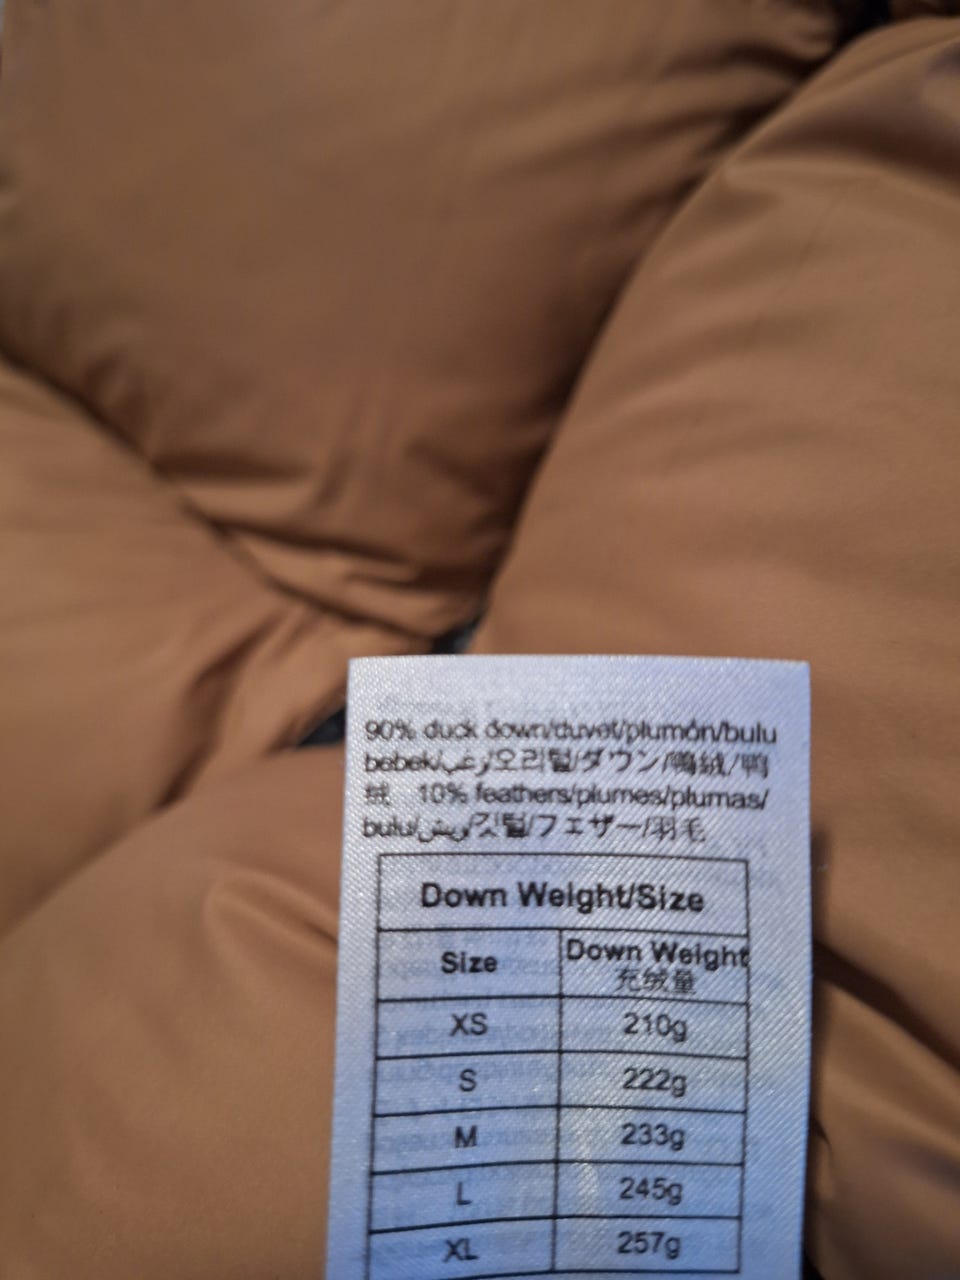 90% duck down/duvet/plumón/bulu
bebek/زغب/오리털/ダウン/鴨絨/鸭
绒 10% feathers/plumes/plumas/
bulu/ويش/깃털/フェザー/羽毛
Down Weight/Size
Size Down Weight
充绒量
XS 210g
S 222g
M 233g
L 245g
XL 257g